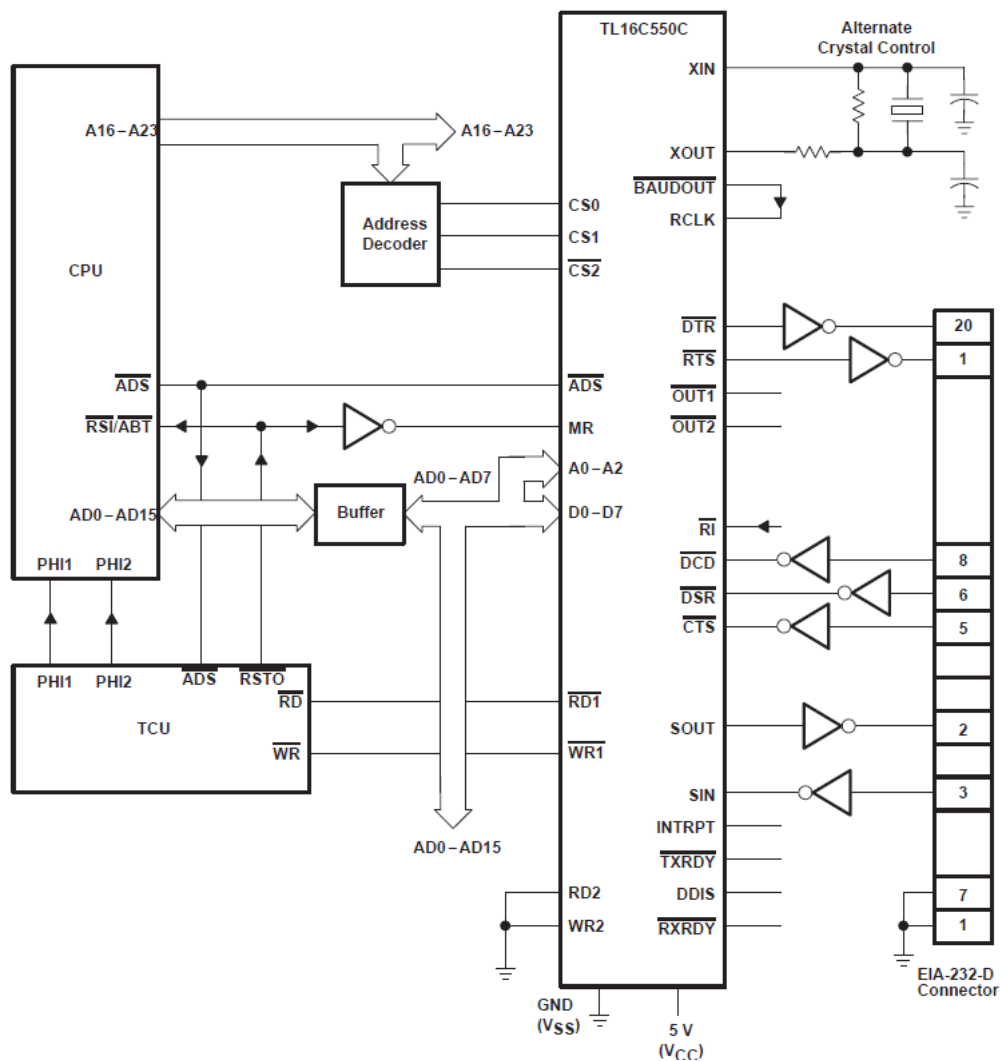 TL16C550C
Alternate
Crystal Control
XIN
A16–A23
A16–A23
XOUT
BAUDOUT
RCLK
Address
Decoder
CS0
CS1
CS2
CPU
DTR
20
RTS
1
ADS
ADS
OUT1
RSI/ABT
MR
OUT2
A0–A2
AD0–AD7
AD0–AD15
Buffer
D0–D7
RI
PHI1
PHI2
DCD
8
DSR
6
CTS
5
PHI1
PHI2
ADS
RSTO
RD
RD1
TCU
SOUT
2
WR
WR1
SIN
3
INTRPT
AD0–AD15
TXRDY
RD2
DDIS
7
WR2
RXRDY
1
EIA-232-D
Connector
GND
(VSS)
5 V
(VCC)